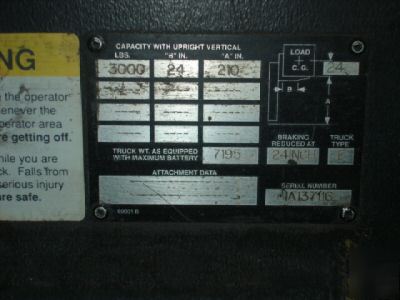 NG
the operator
enever the
perator area
re getting off.
hile you are
ck. Falls from
serious injury
are safe.
CAPACITY WITH UPRIGHT VERTICAL
LBS. "B" IN. "A" IN.
3000 24 210
LOAD
C.G.
24
B
A
TRUCK WT. AS EQUIPPED
WITH MAXIMUM BATTERY
7195
BRAKING
REDUCED AT
24 INCH
TRUCK
TYPE
E
ATTACHMENT DATA
SERIAL NUMBER
1A137116